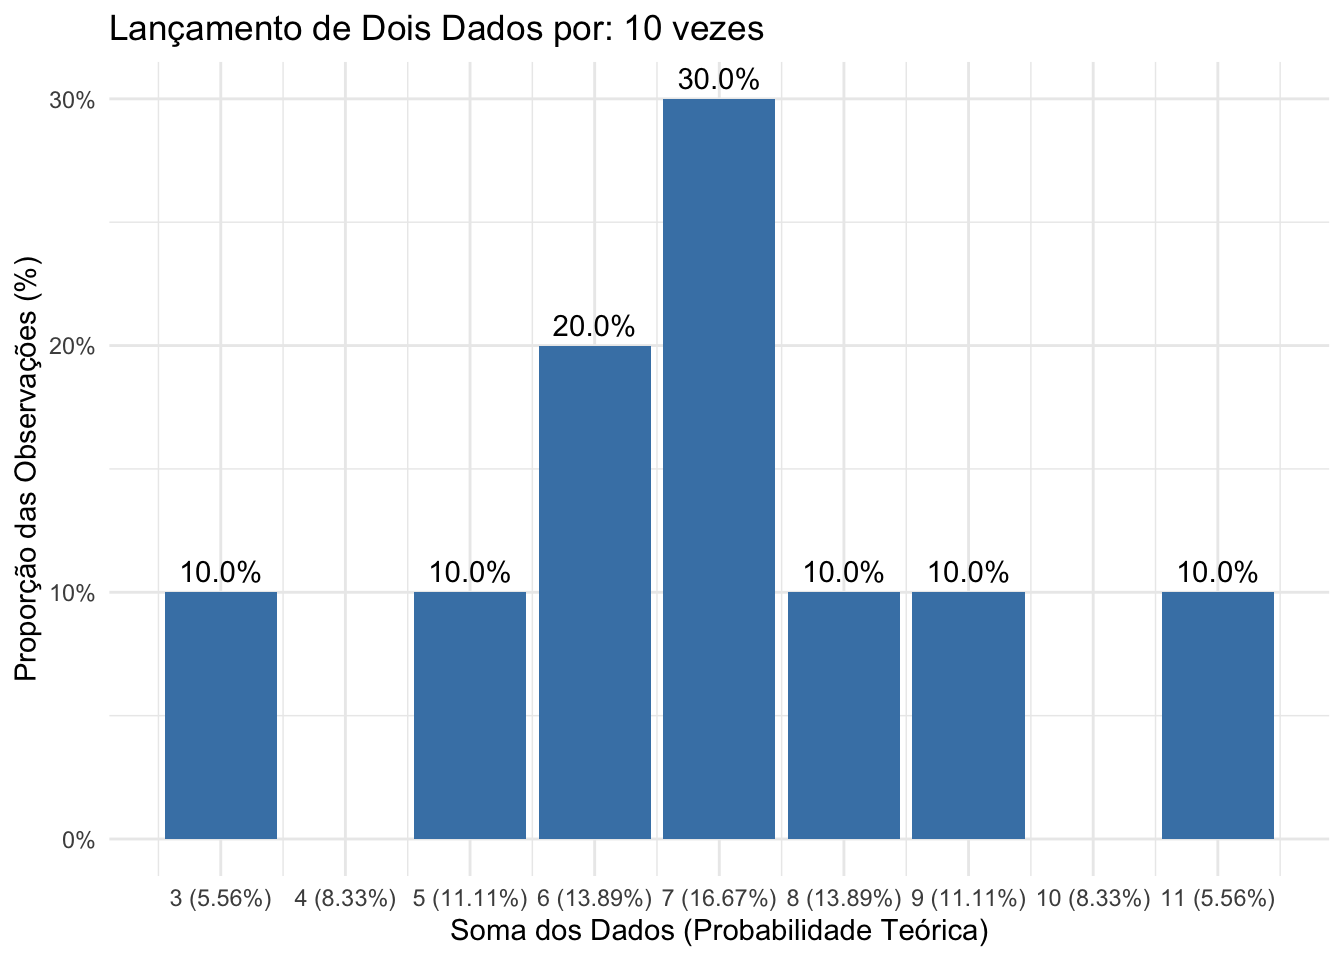 Lançamento de Dois Dados por: 10 vezes
Proporção das Observações (%)
30%
20%
10%
0%
30.0%
20.0%
10.0%
10.0%
10.0%
10.0%
10.0%
3 (5.56%) 4 (8.33%) 5 (11.11%) 6 (13.89%) 7 (16.67%) 8 (13.89%) 9 (11.11%) 10 (8.33%) 11 (5.56%)
Soma dos Dados (Probabilidade Teórica)